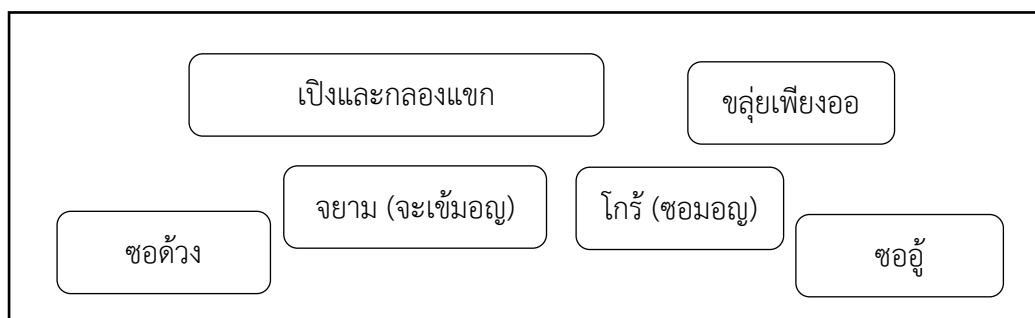 เปิงและกลองแขก
ขลุ่ยเพียงออ
จยาม (จะเข้มอญ)
โกร้ (ซอมอญ)
ซอด้วง
ซออู้